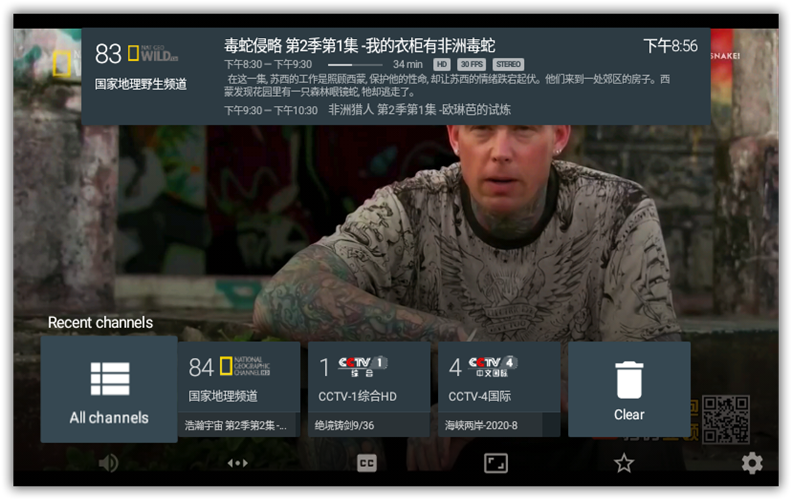 83 NAT GEO WILD HD
国家地理野生频道
毒蛇侵略 第2季第1集 -我的衣柜有非洲毒蛇
下午8:56
下午8:30 — 下午9:30 34 min HD 30 FPS STEREO
在这一集, 苏西的工作是照顾西蒙, 保护他的性命, 却让苏西的情绪跌宕起伏。他们来到一处郊区的房子。西
蒙发现花园里有一只森林眼镜蛇, 牠却逃走了。
下午9:30 — 下午10:30 非洲猎人 第2季第1集 -欧琳芭的试炼
SNAKE!
Recent channels
All channels
84 NATIONAL GEOGRAPHIC CHANNEL HD
国家地理频道
浩瀚宇宙 第2季第2集 -...
1 CCTV 1 综合
CCTV-1综合HD
绝境铸剑9/36
4 CCTV 4 中文国际
CCTV-4国际
海峡两岸-2020-8
Clear
CC